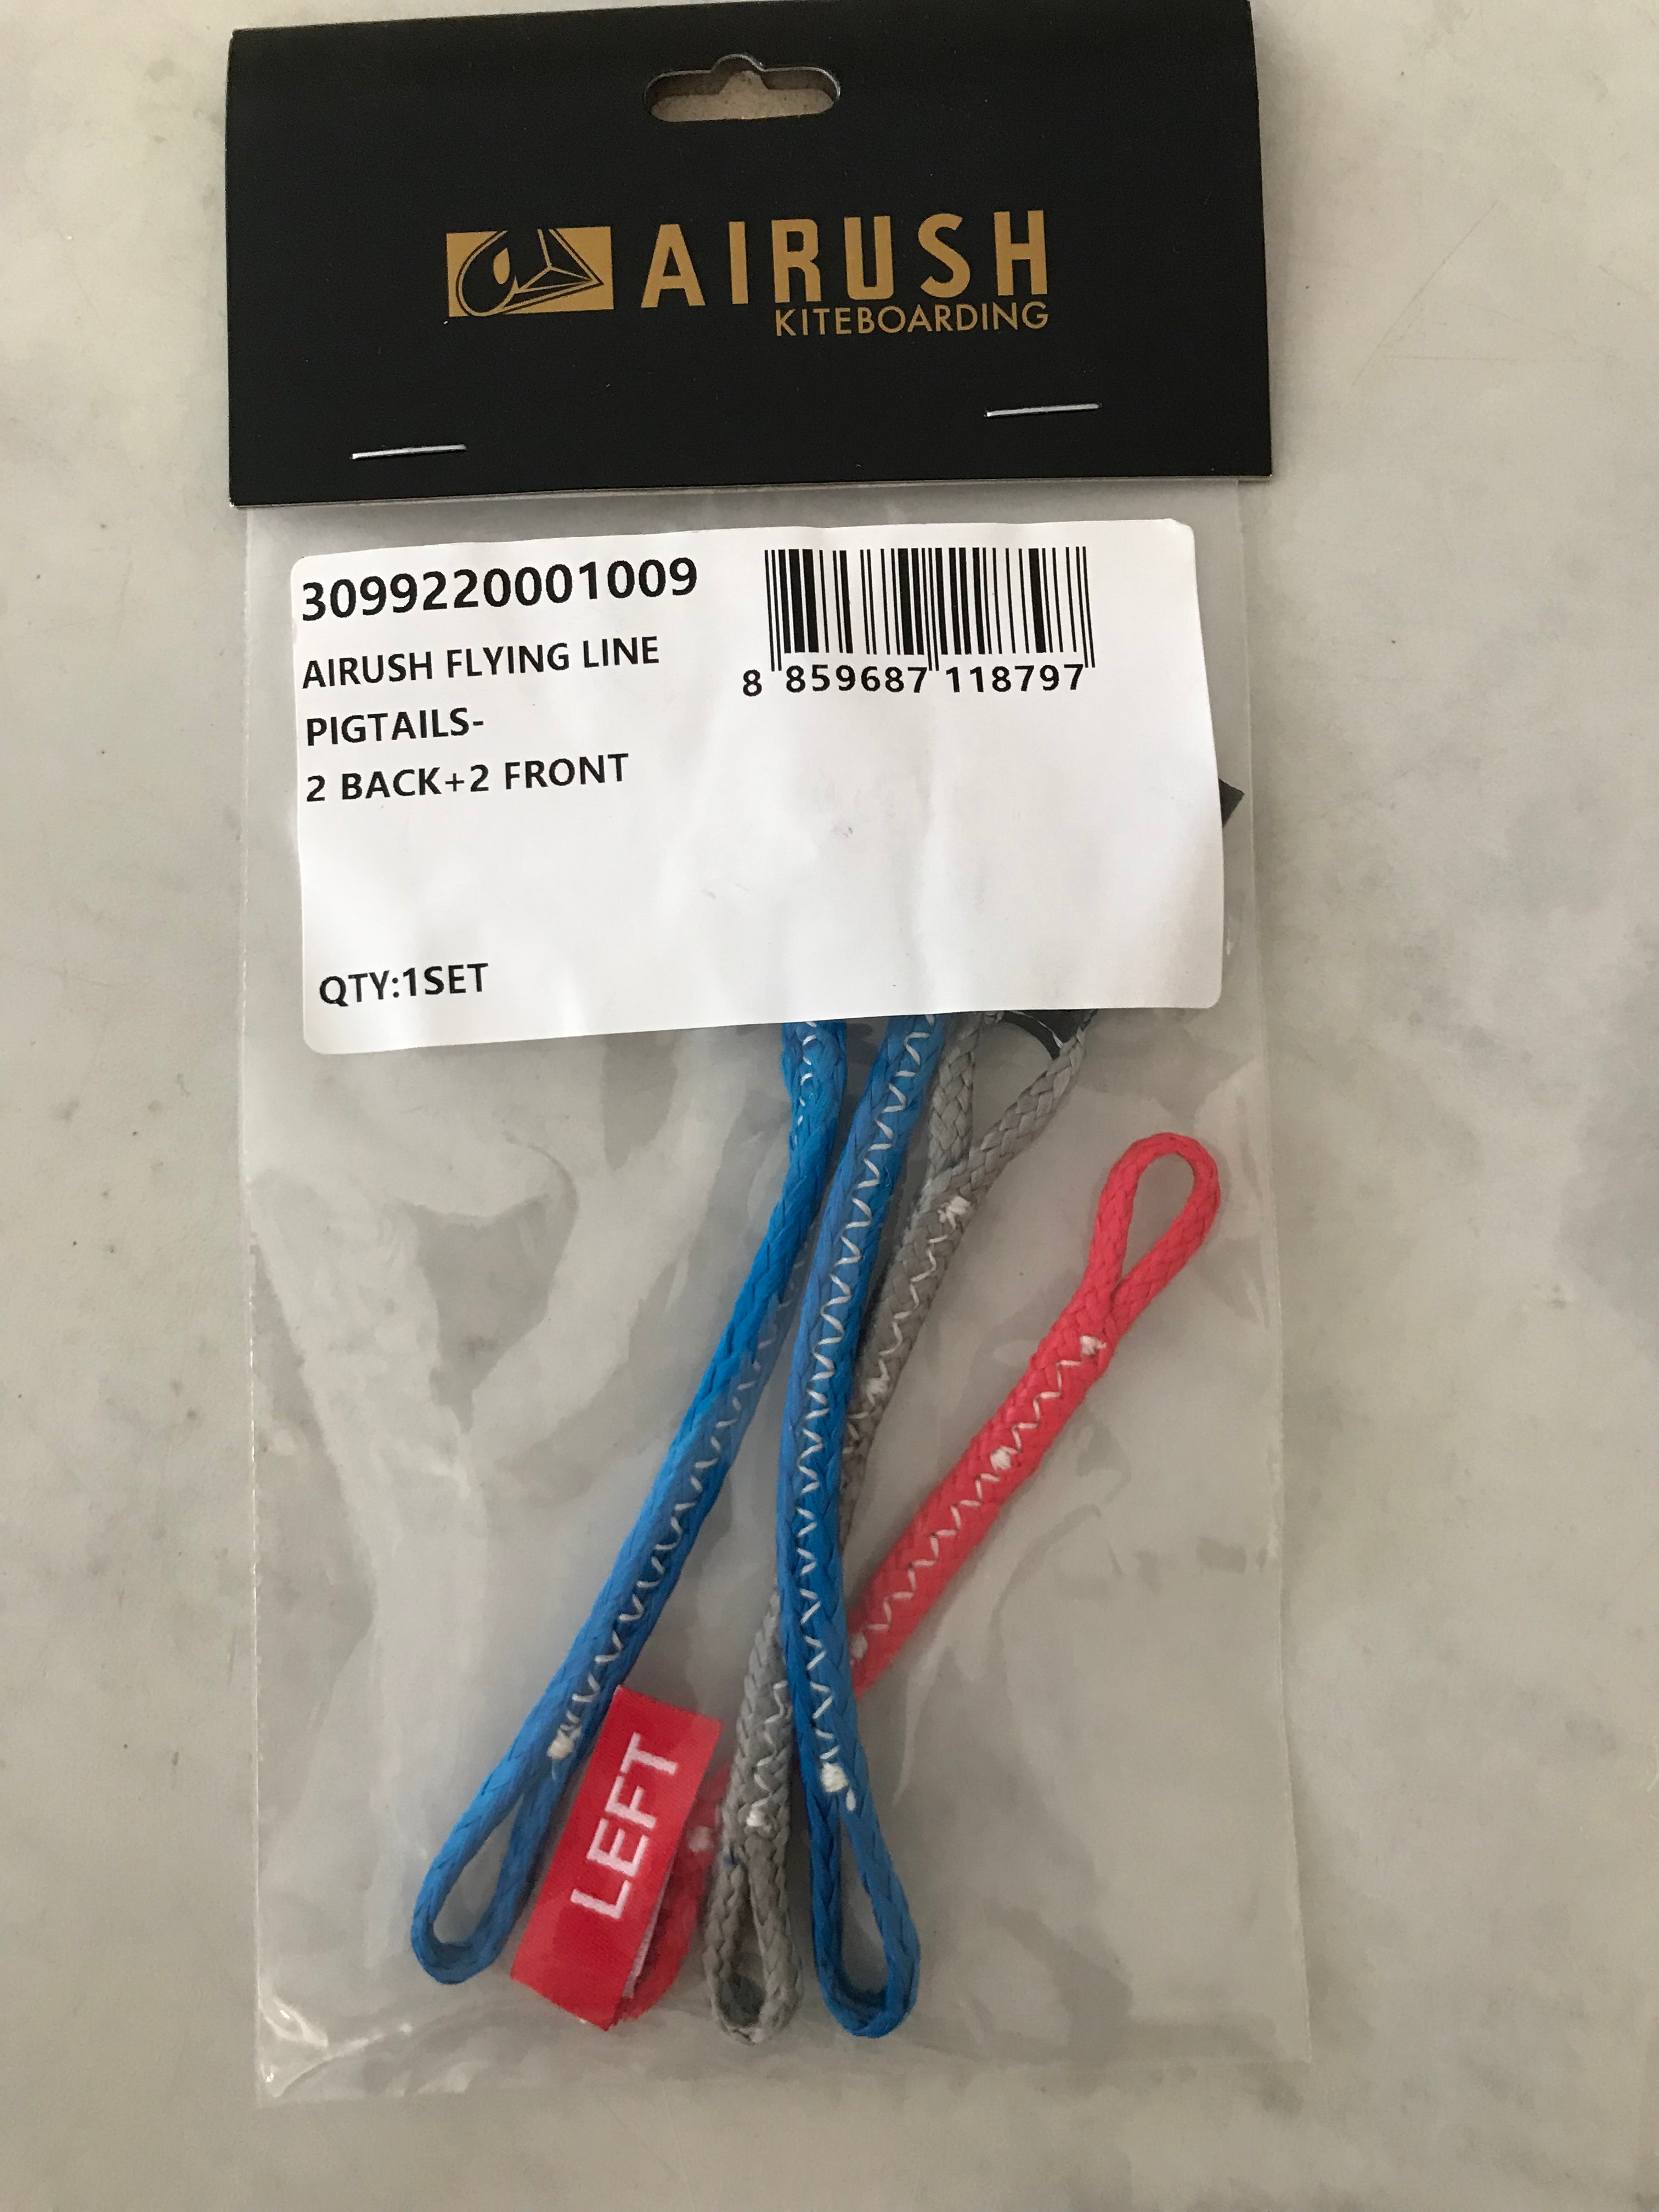 AIRUSH
KITEBOARDING
3099220001009
AIRUSH FLYING LINE
PIGTAILS-
2 BACK+2 FRONT
8 859687 118797
QTY:1SET
LEFT